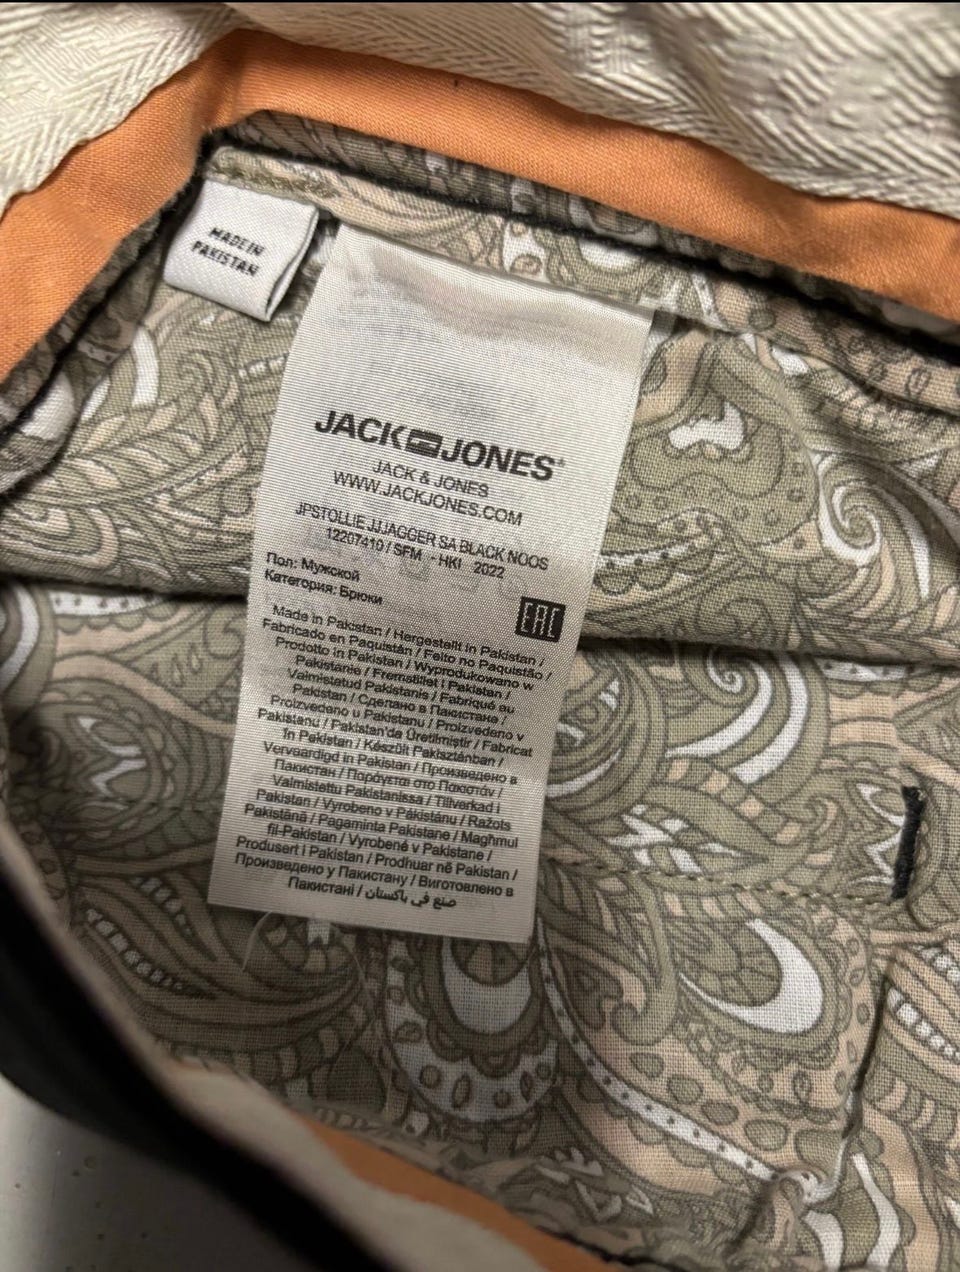 MADE IN
PAKISTAN
JACK JONES®
JACK & JONES
WWW.JACKJONES.COM
JPSTOLLIE JJJAGGER SA BLACK NOOS
12207410 / SFM - HKI 2022
Пол: Мужской
Категория: Брюки
EAC
Made in Pakistan / Hergestellt in Pakistan /
Fabricado en Paquistán / Feito no Paquistão /
Prodotto in Pakistan / Wyprodukowano w
Pakistanie / Fremstillet i Pakistan /
Valmistatud Pakistanis / Fabriqué au
Pakistan / Сделано в Пакистане /
Proizvedeno u Pakistanu / Proizvedeno v
Pakistanu / Pakistan'de Üretilmiştir / Fabricat
în Pakistan / Készült Pakisztánban /
Vervaardigd in Pakistan / Произведено в
Пакистан / Παράγεται στο Πακιστάν /
Valmistettu Pakistanissa / Tillverkad i
Pakistan / Vyrobeno v Pákistánu / Ražots
Pakistānā / Pagaminta Pakistane / Magħmul
fil-Pakistan / Vyrobené v Pakistane /
Produsert i Pakistan / Prodhuar në Pakistan /
Произведено у Пакистану / Виготовлено в
Пакистані / صنع في باكستان